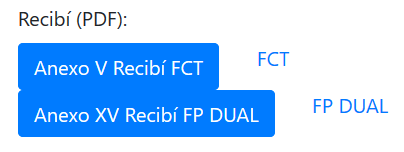 Recibí (PDF):
Anexo V Recibí FCT FCT
Anexo XV Recibí FP DUAL FP DUAL